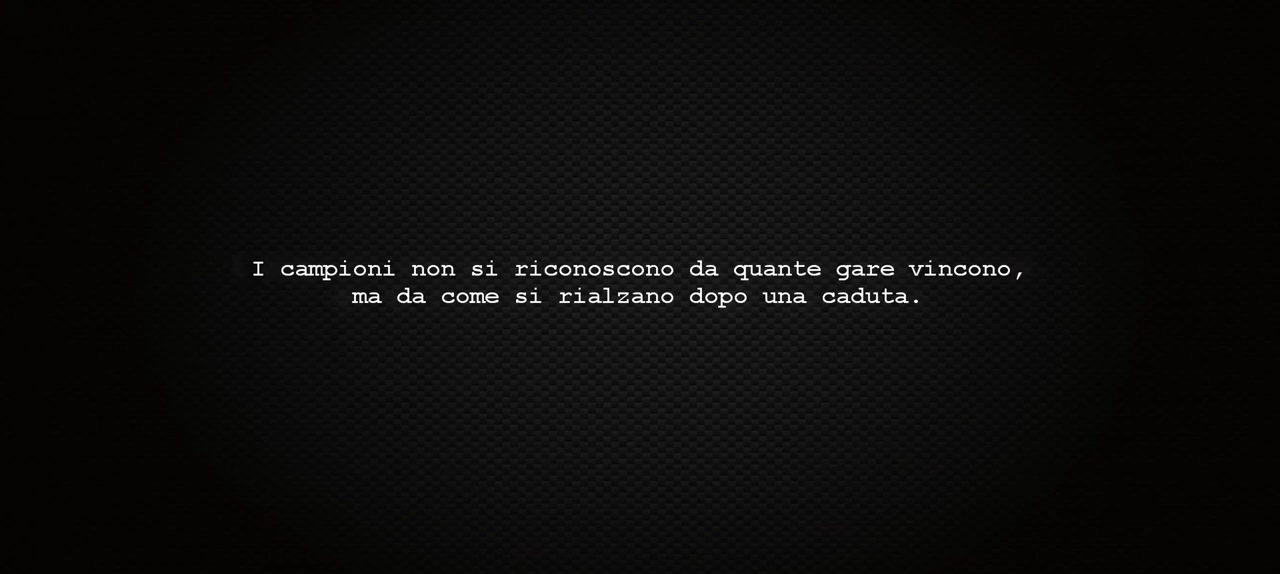 I campioni non si riconoscono da quante gare vincono,
ma da come si rialzano dopo una caduta.